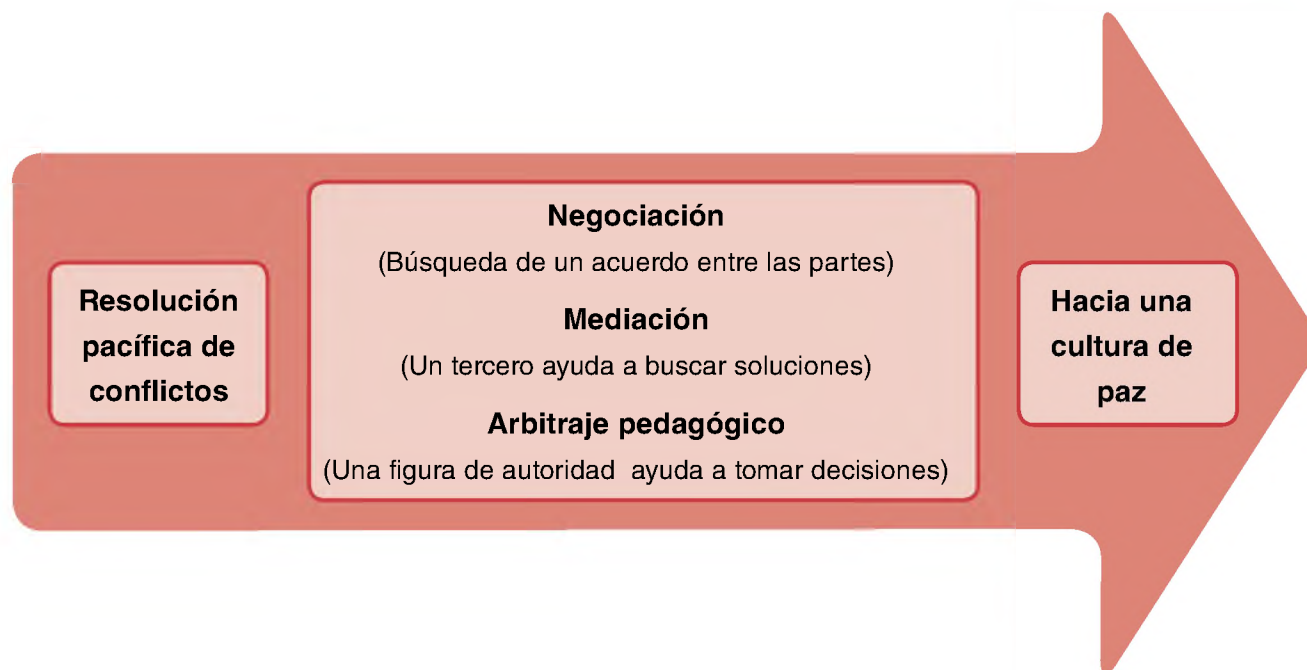 Resolución
pacífica de
conflictos
Negociación
(Búsqueda de un acuerdo entre las partes)
Mediación
(Un tercero ayuda a buscar soluciones)
Arbitraje pedagógico
(Una figura de autoridad ayuda a tomar decisiones)
Hacia una
cultura de
paz